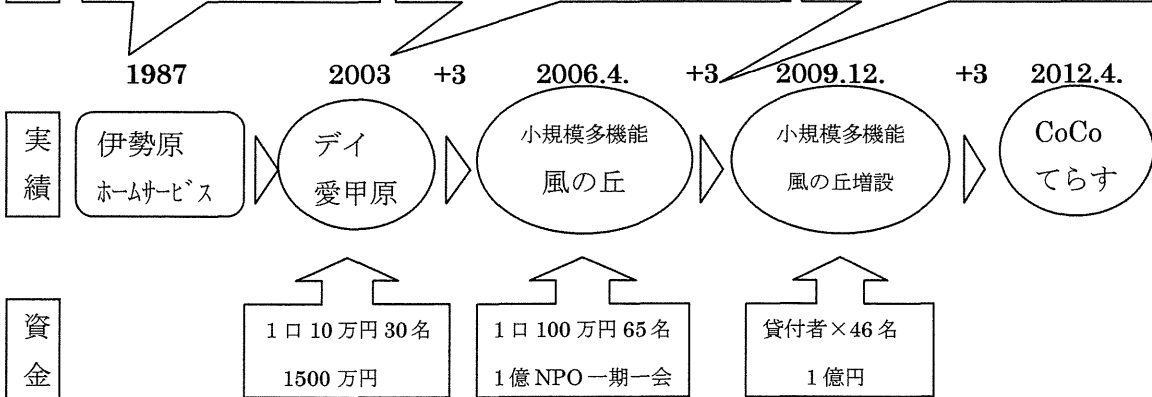 1987 2003 +3 2006.4. +3 2009.12. +3 2012.4.
実績
伊勢原
ホームサービス
デイ
愛甲原
小規模多機能
風の丘
小規模多機能
風の丘増設
CoCo
てらす
資金
1口10万円30名
1500万円
1口100万円65名
1億NPO一期一会
貸付者×46名
1億円